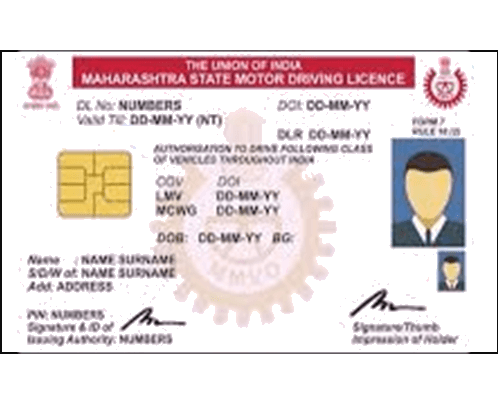 THE UNION OF INDIA
MAHARASHTRA STATE MOTOR DRIVING LICENCE
DL No: NUMBERS DOI: DD-MM-YY
Valid Till: DD-MM-YY (NT)
DLR DD-MM-YY
FORM 7
RULE 16 (2)
AUTHORISATION TO DRIVE FOLLOWING CLASS
OF VEHICLES THROUGHOUT INDIA
COV DOI
LMV DD-MM-YY
MCWG DD-MM-YY
DOB: DD-MM-YY BG:
MMVD
Name : NAME SURNAME
S/D/W of: NAME SURNAME
Add: ADDRESS
PIN: NUMBERS
Signature & ID of
Issuing Authority: NUMBERS
Signature/Thumb
Impression of Holder